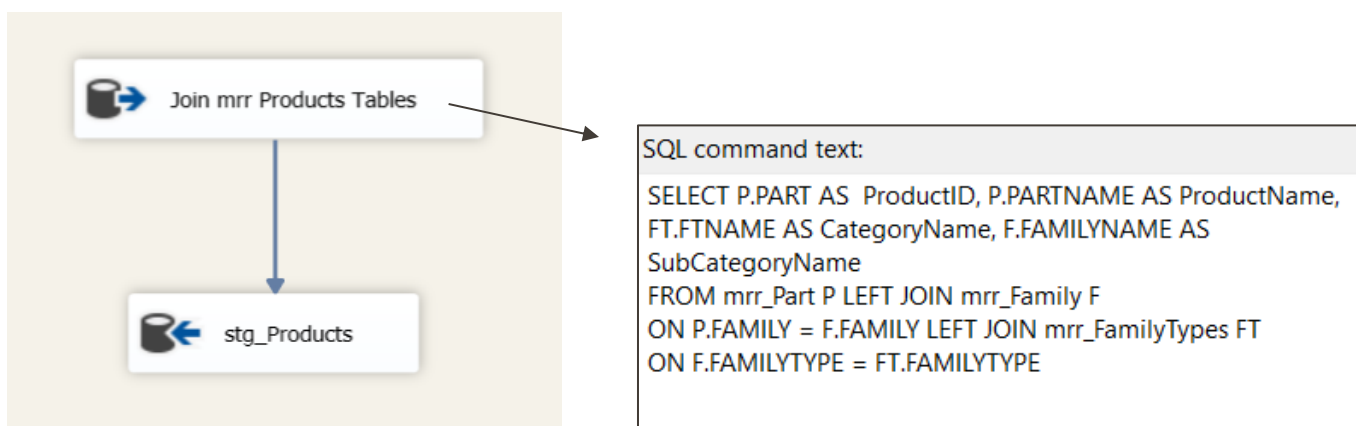 Join mrr Products Tables
stg_Products
SQL command text:
SELECT P.PART AS  ProductID, P.PARTNAME AS ProductName,
FT.FTNAME AS CategoryName, F.FAMILYNAME AS
SubCategoryName
FROM mrr_Part P LEFT JOIN mrr_Family F
ON P.FAMILY = F.FAMILY LEFT JOIN mrr_FamilyTypes FT
ON F.FAMILYTYPE = FT.FAMILYTYPE